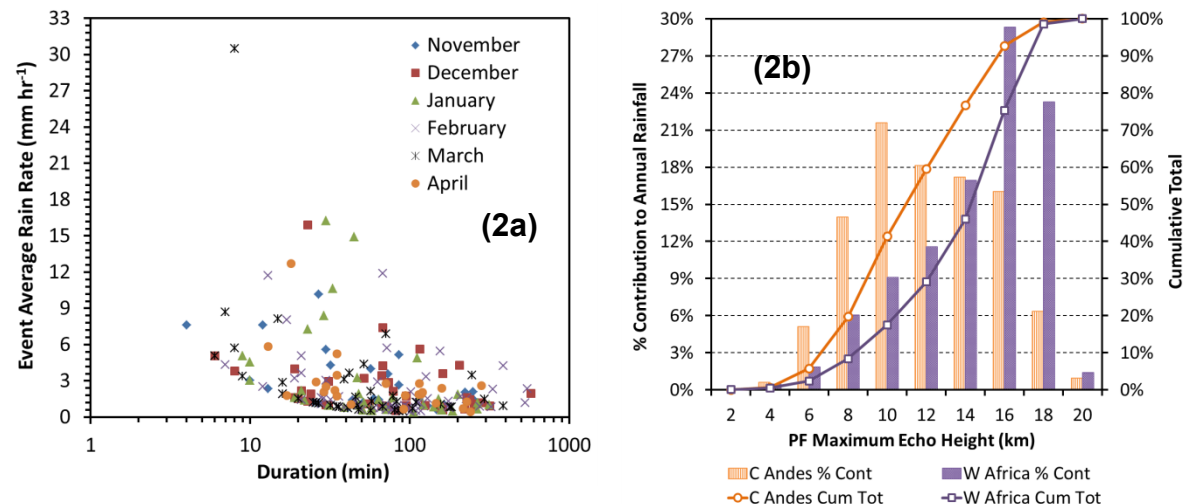 33
30
27
24
21
18
15
12
9
6
3
0
Event Average Rain Rate (mm hr⁻¹)
November
December
January
February
March
April
(2a)
1 10 100 1000
Duration (min)
30%
27%
24%
21%
18%
15%
12%
9%
6%
3%
0%
% Contribution to Annual Rainfall
(2b)
100%
90%
80%
70%
60%
50%
40%
30%
20%
10%
0%
Cumulative Total
2 4 6 8 10 12 14 16 18 20
PF Maximum Echo Height (km)
C Andes % Cont W Africa % Cont
C Andes Cum Tot W Africa Cum Tot